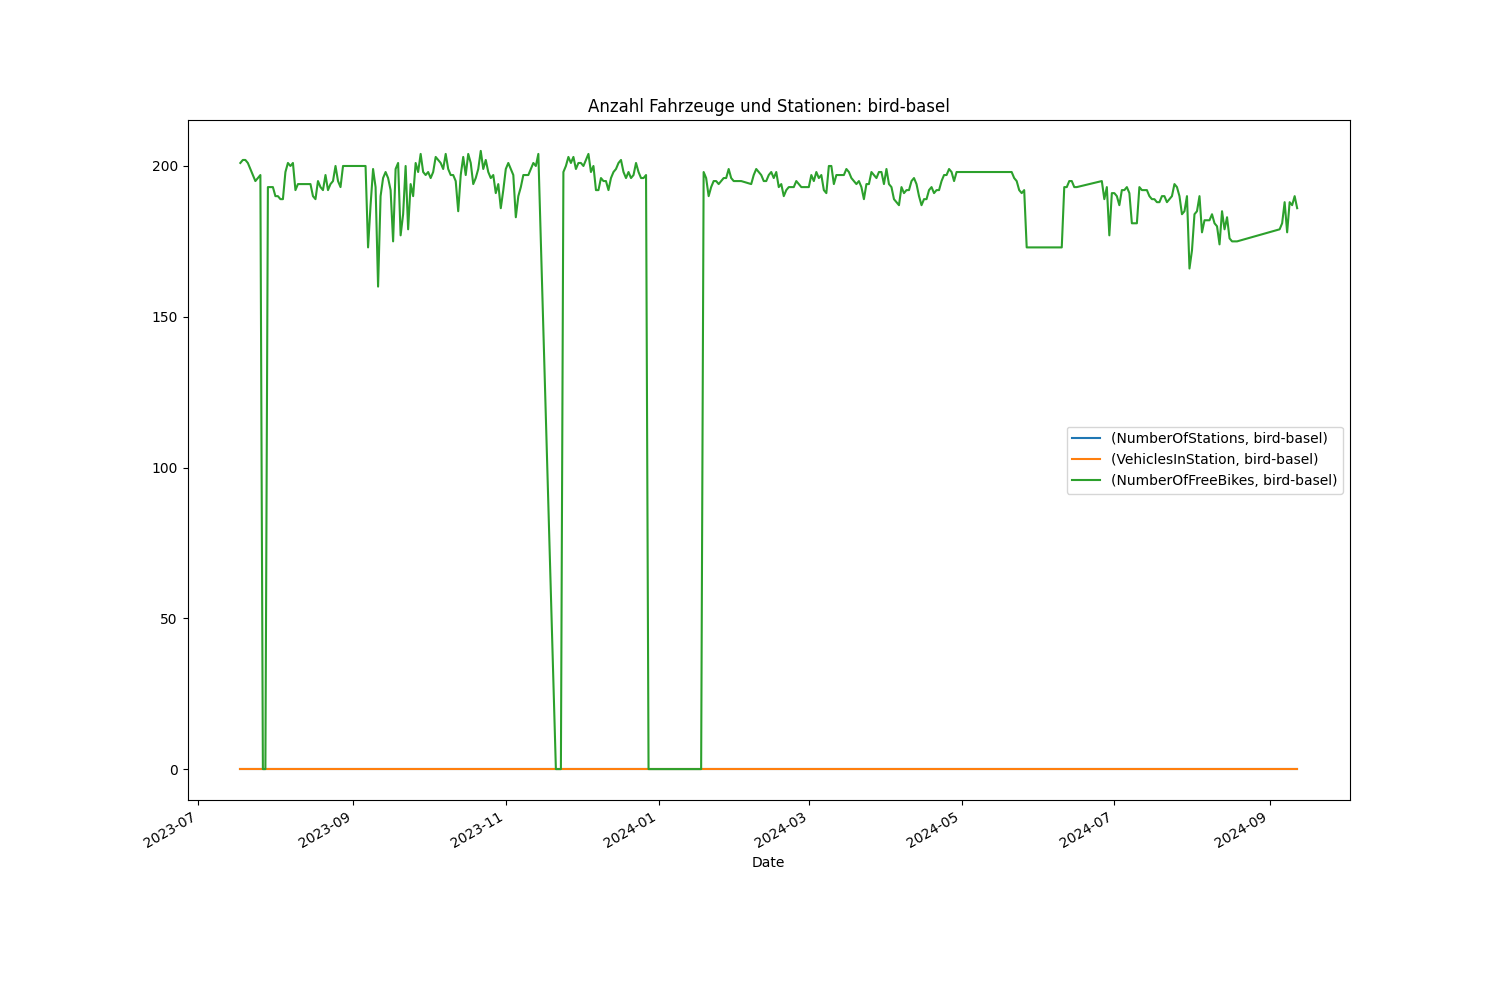 Anzahl Fahrzeuge und Stationen: bird-basel
200
150
100
50
0
(NumberOfStations, bird-basel)
(VehiclesInStation, bird-basel)
(NumberOfFreeBikes, bird-basel)
2023-07
2023-09
2023-11
2024-01
2024-03
2024-05
2024-07
2024-09
Date